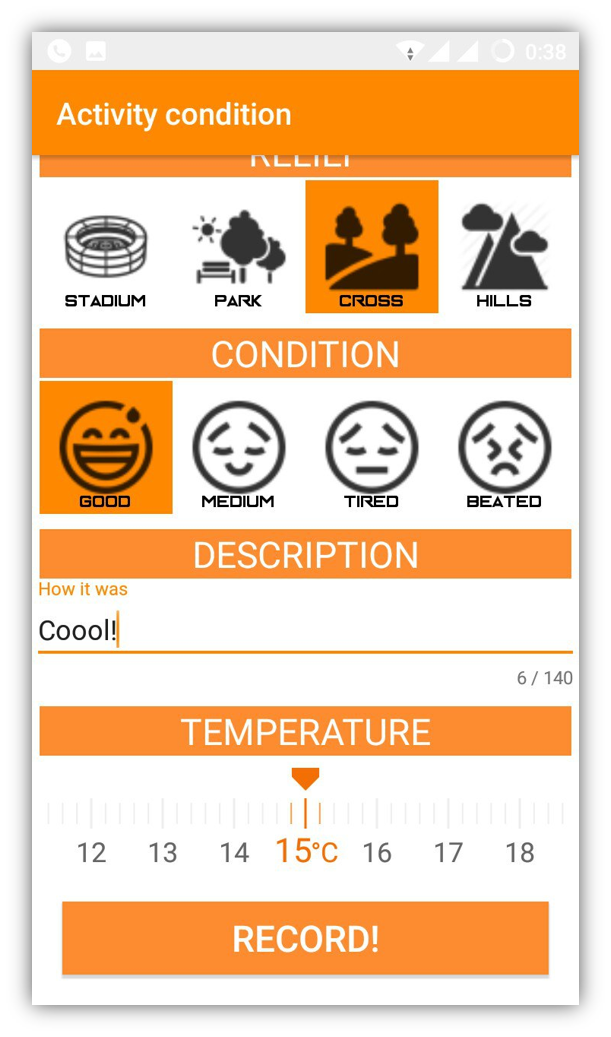 0:38
Activity condition
RELIEF
STADIUM PARK CROSS HILLS
CONDITION
GOOD MEDIUM TIRED BEATED
DESCRIPTION
How it was
Coool!
6 / 140
TEMPERATURE
12 13 14 15°C 16 17 18
RECORD!